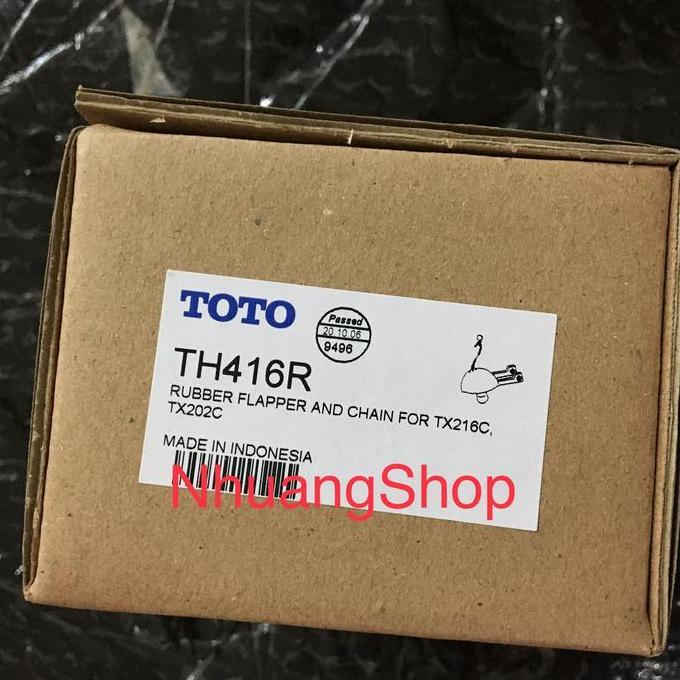 TOTO
Passed
20.10.06
9496
TH416R
RUBBER FLAPPER AND CHAIN FOR TX216C,
TX202C
MADE IN INDONESIA
NhuangShop